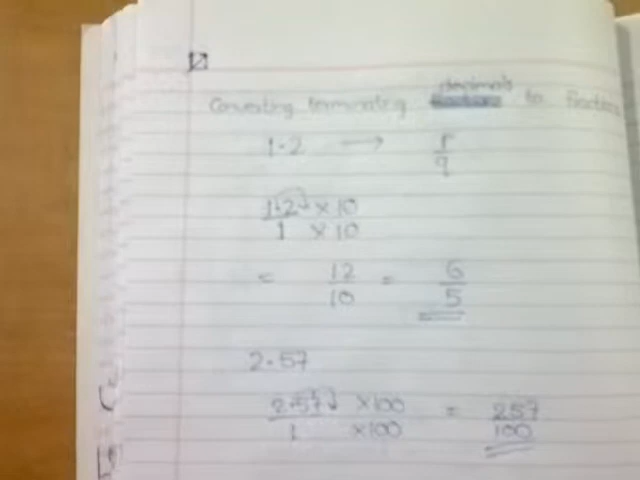 Converting terminating decimals to fractions
1.2 → p/q
1.2 × 10
1 × 10
= 12/10 = 6/5
2.57
2.57 × 100 = 257
1 × 100 100